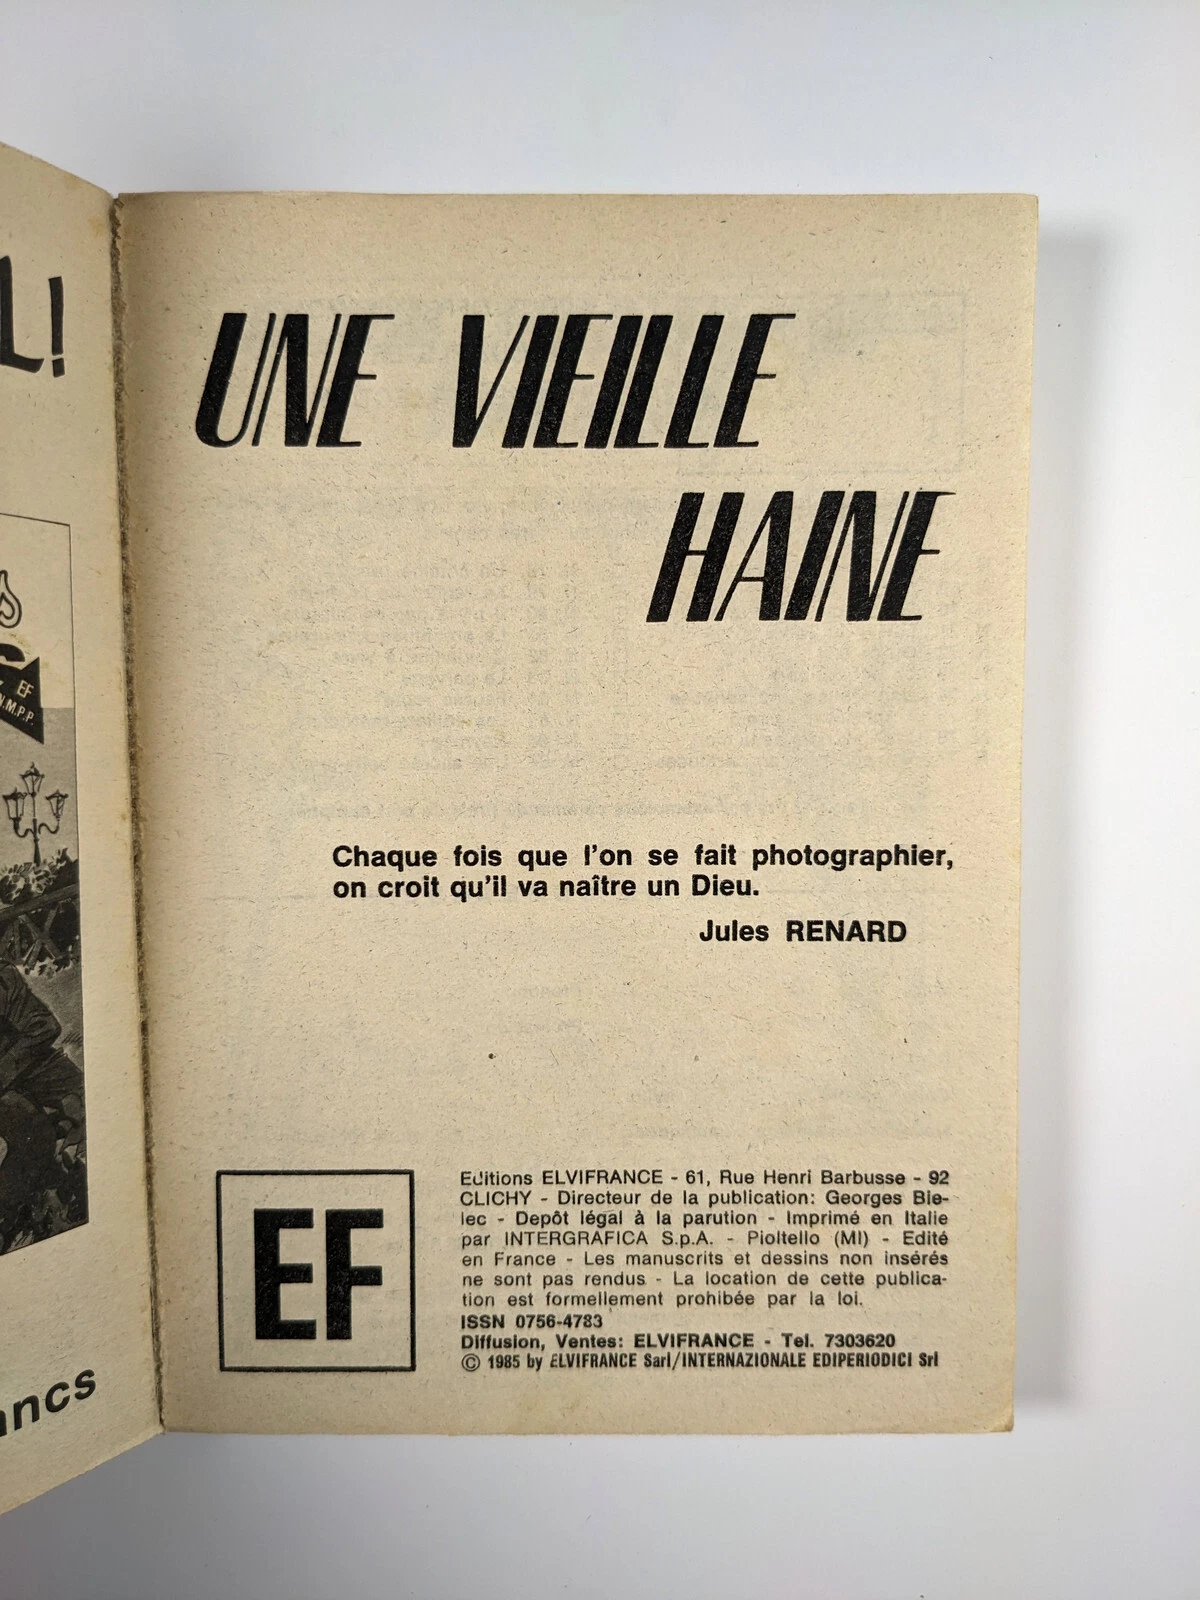 L!
EF
N.M.P.P.
ancs
UNE VIEILLE
HAINE
Chaque fois que l'on se fait photographier,
on croit qu'il va naître un Dieu.
Jules RENARD
EF
Editions ELVIFRANCE - 61, Rue Henri Barbusse - 92
CLICHY - Directeur de la publication: Georges Bie-
lec - Depôt légal à la parution - Imprimé en Italie
par INTERGRAFICA S.p.A. - Pioltello (MI) - Edité
en France - Les manuscrits et dessins non insérés
ne sont pas rendus - La location de cette publica-
tion est formellement prohibée par la loi.
ISSN 0756-4783
Diffusion, Ventes: ELVIFRANCE - Tel. 7303620
© 1985 by ELVIFRANCE Sarl/INTERNAZIONALE EDIPERIODICI Srl